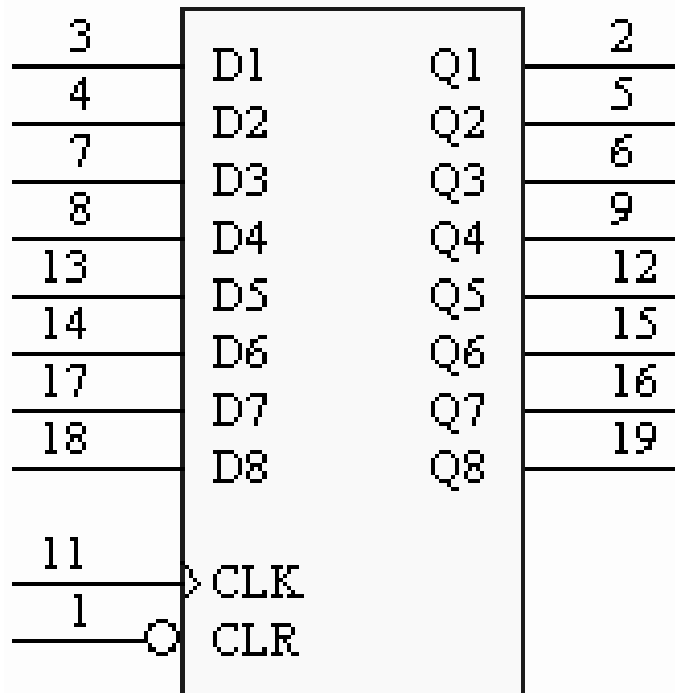 3 D1 Q1 2
4 D2 Q2 5
7 D3 Q3 6
8 D4 Q4 9
13 D5 Q5 12
14 D6 Q6 15
17 D7 Q7 16
18 D8 Q8 19
11 CLK
1 CLR